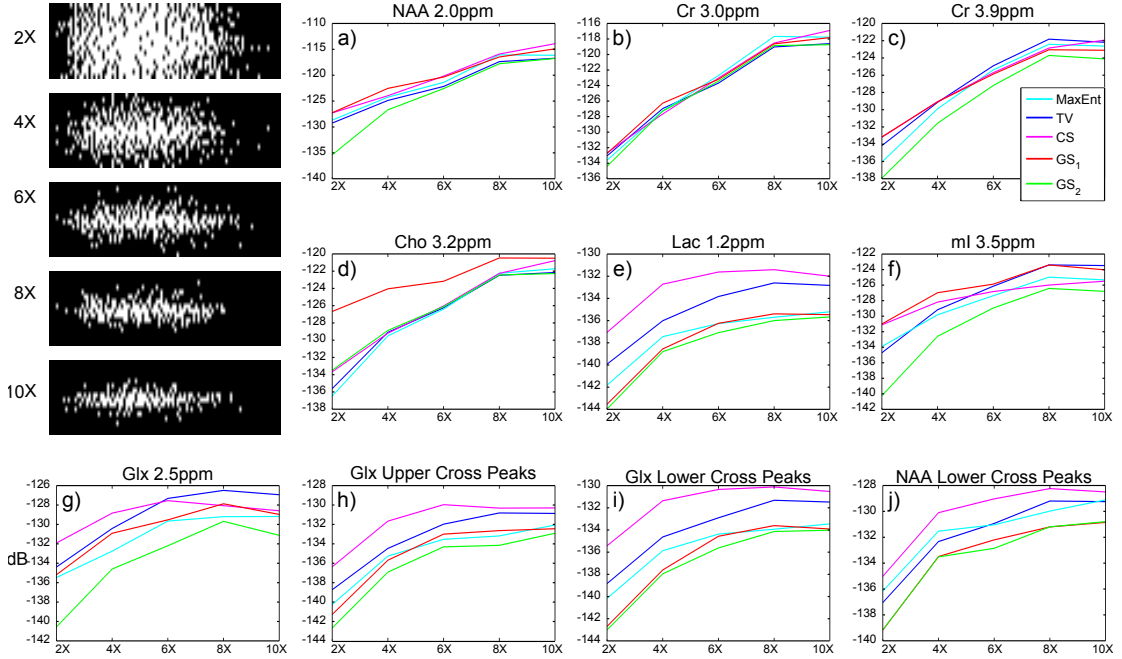 2X
4X
6X
8X
10X
NAA 2.0ppm
a)
-110
-115
-120
-125
-130
-135
-140
2X 4X 6X 8X 10X
Cr 3.0ppm
b)
-116
-118
-120
-122
-124
-126
-128
-130
-132
-134
-136
2X 4X 6X 8X 10X
Cr 3.9ppm
c)
-120
-122
-124
-126
-128
-130
-132
-134
-136
-138
2X 4X 6X 8X 10X
MaxEnt
TV
CS
GS1
GS2
Cho 3.2ppm
d)
-120
-122
-124
-126
-128
-130
-132
-134
-136
-138
2X 4X 6X 8X 10X
Lac 1.2ppm
e)
-130
-132
-134
-136
-138
-140
-142
-144
2X 4X 6X 8X 10X
mI 3.5ppm
f)
-122
-124
-126
-128
-130
-132
-134
-136
-138
-140
-142
2X 4X 6X 8X 10X
Glx 2.5ppm
g)
dB
-126
-128
-130
-132
-134
-136
-138
-140
-142
2X 4X 6X 8X 10X
Glx Upper Cross Peaks
h)
-128
-130
-132
-134
-136
-138
-140
-142
-144
2X 4X 6X 8X 10X
Glx Lower Cross Peaks
i)
-130
-132
-134
-136
-138
-140
-142
-144
2X 4X 6X 8X 10X
NAA Lower Cross Peaks
j)
-128
-130
-132
-134
-136
-138
-140
2X 4X 6X 8X 10X